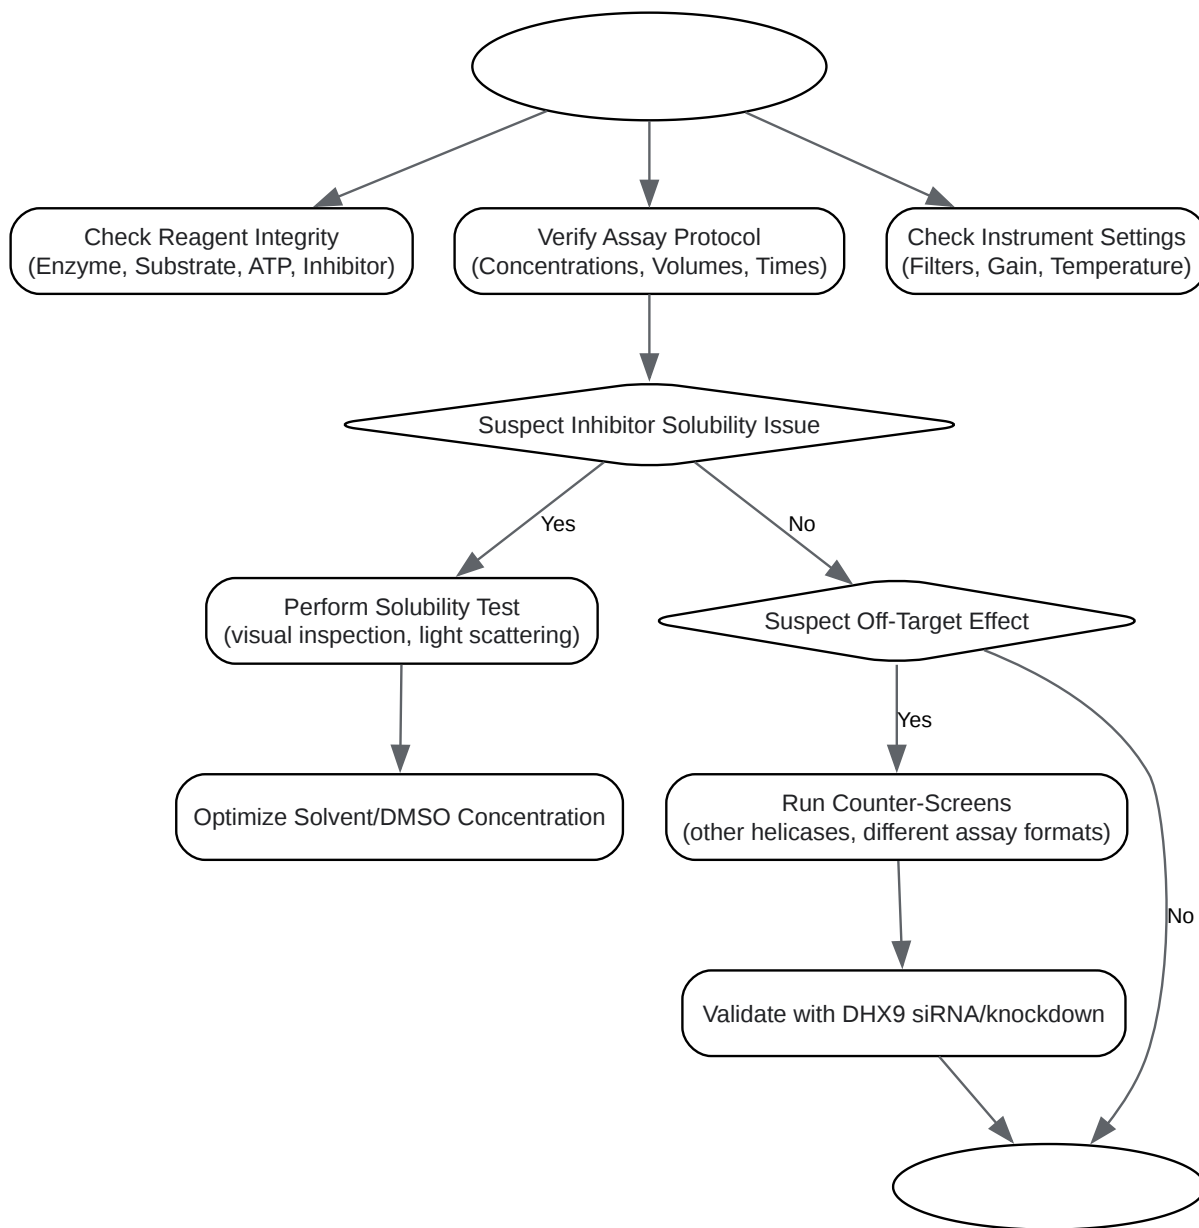 Check Reagent Integrity
(Enzyme, Substrate, ATP, Inhibitor)
Verify Assay Protocol
(Concentrations, Volumes, Times)
Check Instrument Settings
(Filters, Gain, Temperature)
Suspect Inhibitor Solubility Issue
Yes
No
Perform Solubility Test
(visual inspection, light scattering)
Suspect Off-Target Effect
Yes
Optimize Solvent/DMSO Concentration
Run Counter-Screens
(other helicases, different assay formats)
No
Validate with DHX9 siRNA/knockdown